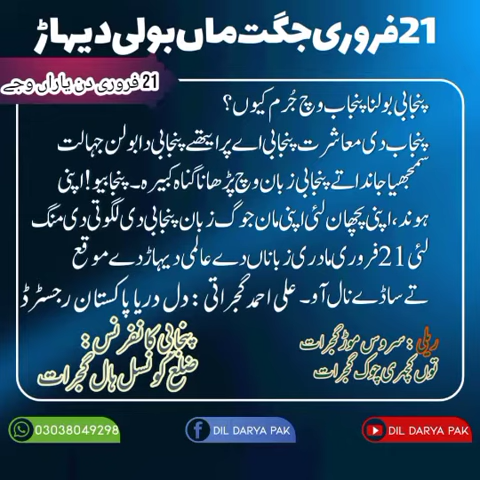 21 فروری جگت ماں بولی دیہاڑ
21 فروری دن یاراں وجے
پنجابی بولنا پنجاب وچ جُرم کیوں؟
پنجاب دی معاشرت پنجابی اے پر ایتھے پنجابی دا بولن جہالت
سمجھیا جاندا تے پنجابی زبان وچ پڑھانا گناہ کبیرہ۔ پنجابیو! اپنی
ہوند، اپنی پچھان لئی اپنی مان جوگ زبان پنجابی دی لگوتی دی منگ
لئی 21 فروری مادری زباناں دے عالمی دیہاڑ دے موقع
تے ساڈے نال آو۔ علی احمد گجراتی: دل دریا پاکستان رجسٹرڈ
ریلی: سروس موڑ گجرات
توں کچہری چوک گجرات
پنجابی کانفرنس:
ضلع کونسل ہال گجرات
03038049298
DIL DARYA PAK
DIL DARYA PAK